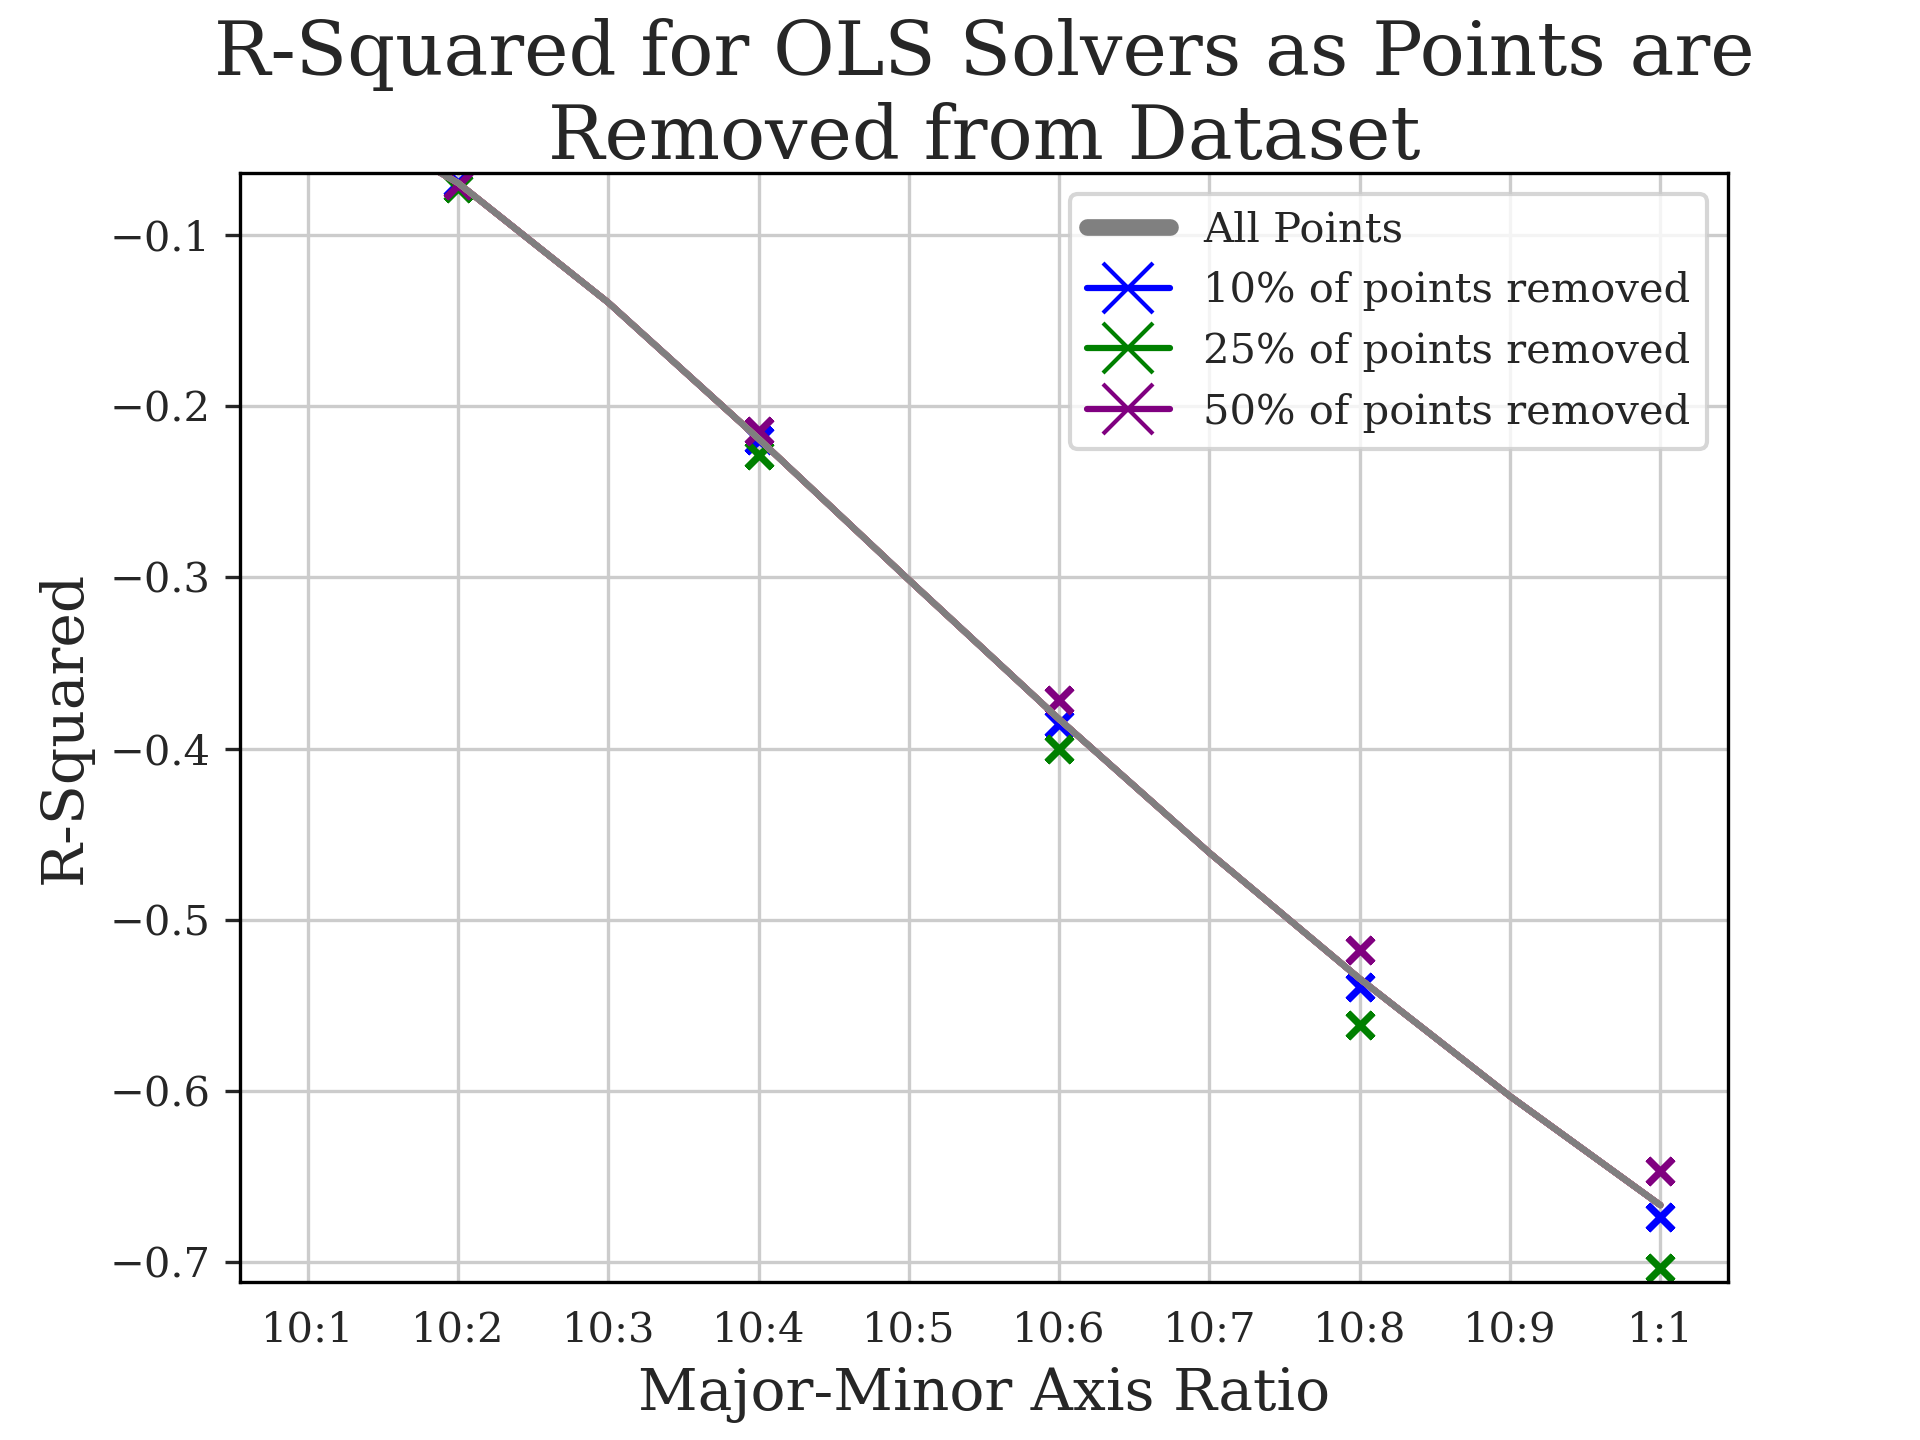 R-Squared for OLS Solvers as Points are
Removed from Dataset
All Points
10% of points removed
25% of points removed
50% of points removed
−0.1
−0.2
−0.3
−0.4
−0.5
−0.6
−0.7
R-Squared
10:1 10:2 10:3 10:4 10:5 10:6 10:7 10:8 10:9 1:1
Major-Minor Axis Ratio